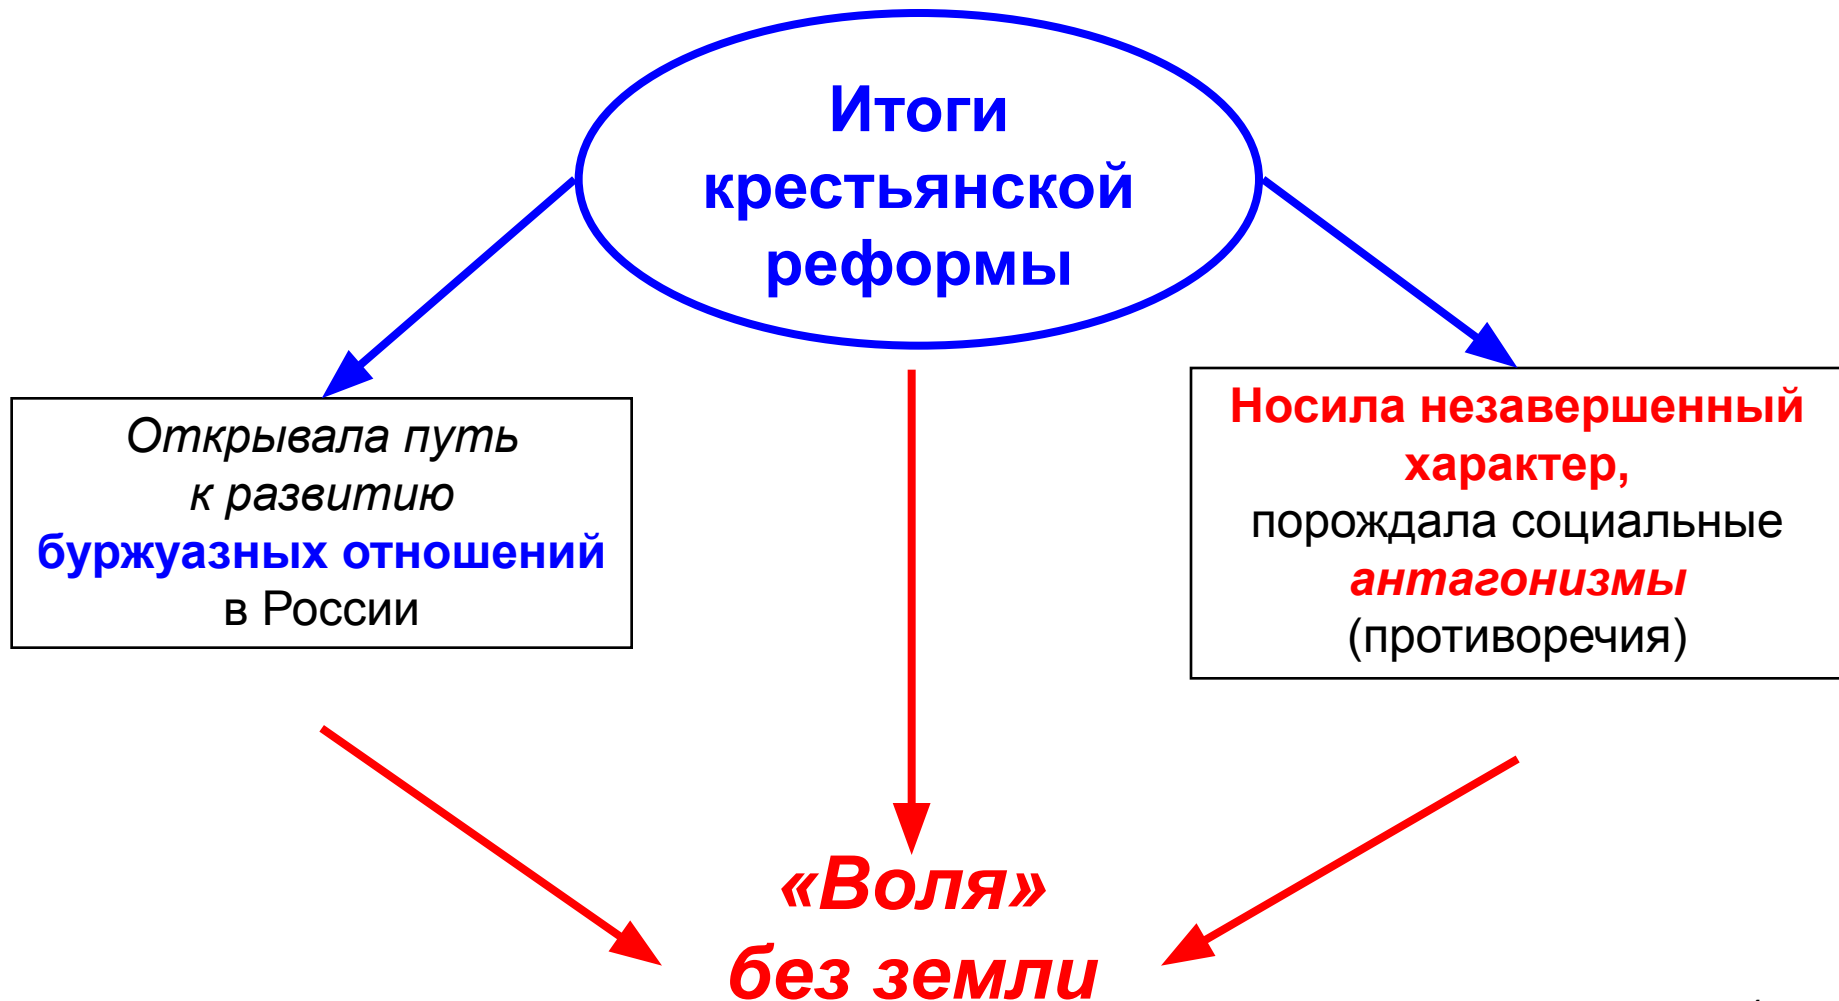 Итоги
крестьянской
реформы
Открывала путь
к развитию
буржуазных отношений
в России
Носила незавершенный
характер,
порождала социальные
антагонизмы
(противоречия)
«Воля»
без земли